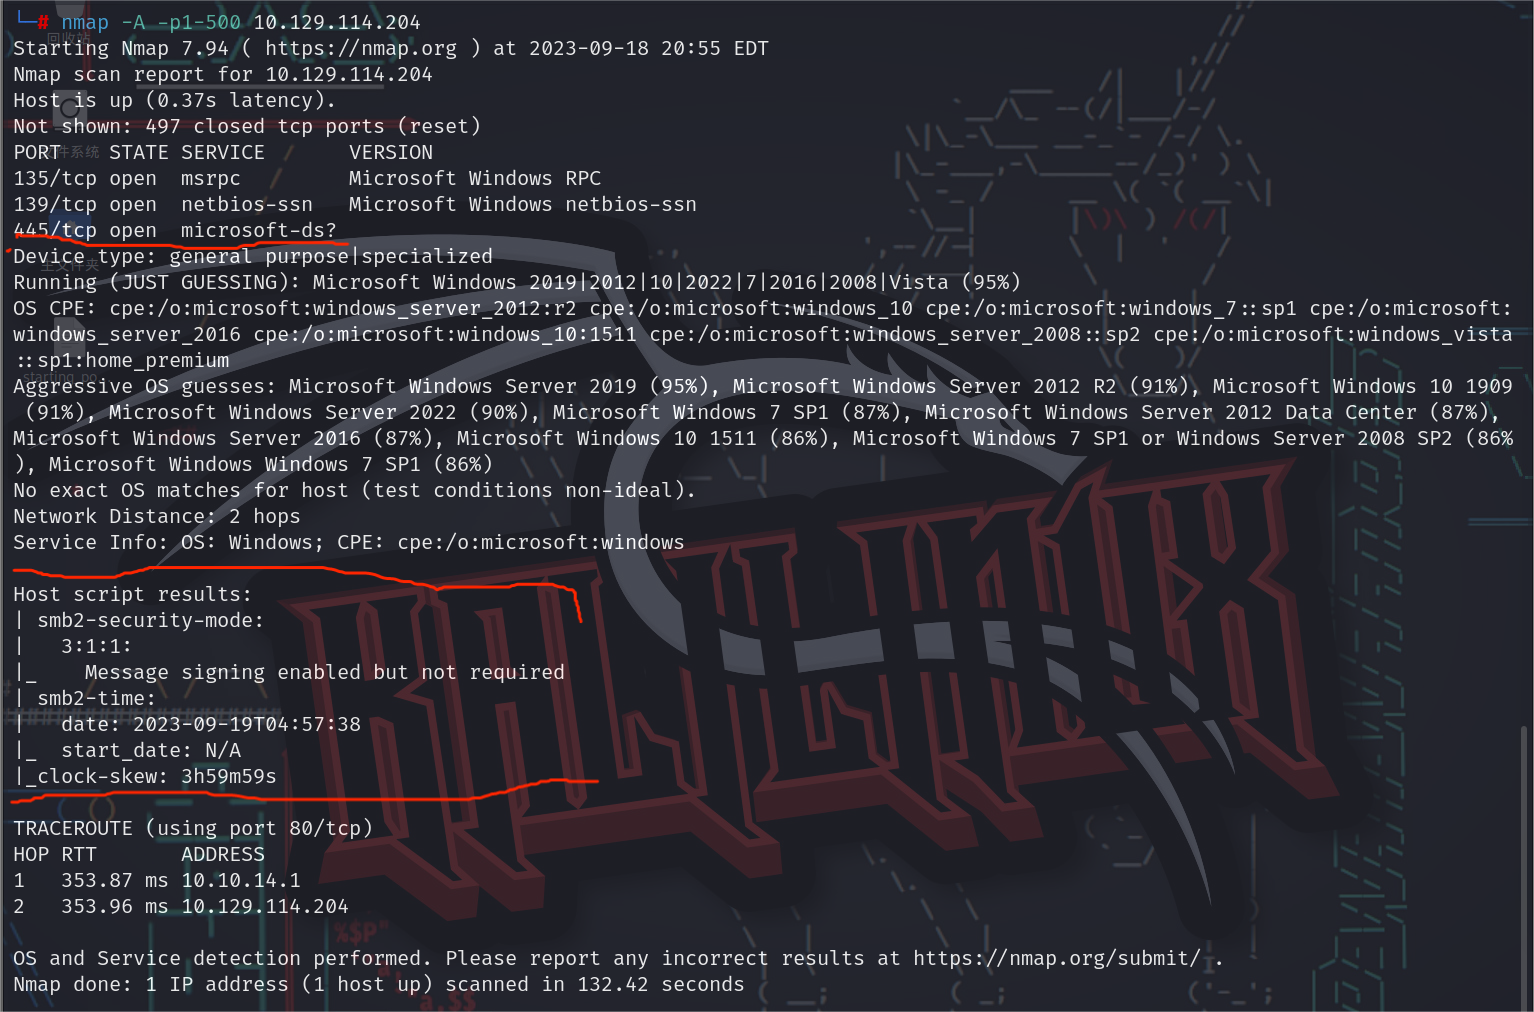 └─# nmap -A -p1-500 10.129.114.204
Starting Nmap 7.94 ( https://nmap.org ) at 2023-09-18 20:55 EDT
Nmap scan report for 10.129.114.204
Host is up (0.37s latency).
Not shown: 497 closed tcp ports (reset)
PORT    STATE SERVICE       VERSION
135/tcp open  msrpc         Microsoft Windows RPC
139/tcp open  netbios-ssn   Microsoft Windows netbios-ssn
445/tcp open  microsoft-ds?
Device type: general purpose|specialized
Running (JUST GUESSING): Microsoft Windows 2019|2012|10|2022|7|2016|2008|Vista (95%)
OS CPE: cpe:/o:microsoft:windows_server_2012:r2 cpe:/o:microsoft:windows_10 cpe:/o:microsoft:windows_7::sp1 cpe:/o:microsoft:
windows_server_2016 cpe:/o:microsoft:windows_10:1511 cpe:/o:microsoft:windows_server_2008::sp2 cpe:/o:microsoft:windows_vista
::sp1:home_premium
Aggressive OS guesses: Microsoft Windows Server 2019 (95%), Microsoft Windows Server 2012 R2 (91%), Microsoft Windows 10 1909
 (91%), Microsoft Windows Server 2022 (90%), Microsoft Windows 7 SP1 (87%), Microsoft Windows Server 2012 Data Center (87%),
Microsoft Windows Server 2016 (87%), Microsoft Windows 10 1511 (86%), Microsoft Windows 7 SP1 or Windows Server 2008 SP2 (86%
), Microsoft Windows Windows 7 SP1 (86%)
No exact OS matches for host (test conditions non-ideal).
Network Distance: 2 hops
Service Info: OS: Windows; CPE: cpe:/o:microsoft:windows

Host script results:
| smb2-security-mode:
|   3:1:1:
|_    Message signing enabled but not required
| smb2-time:
|   date: 2023-09-19T04:57:38
|_  start_date: N/A
|_clock-skew: 3h59m59s

TRACEROUTE (using port 80/tcp)
HOP RTT       ADDRESS
1   353.87 ms 10.10.14.1
2   353.96 ms 10.129.114.204

OS and Service detection performed. Please report any incorrect results at https://nmap.org/submit/ .
Nmap done: 1 IP address (1 host up) scanned in 132.42 seconds
回收站
文件系统
主文件夹
KALI LINUX